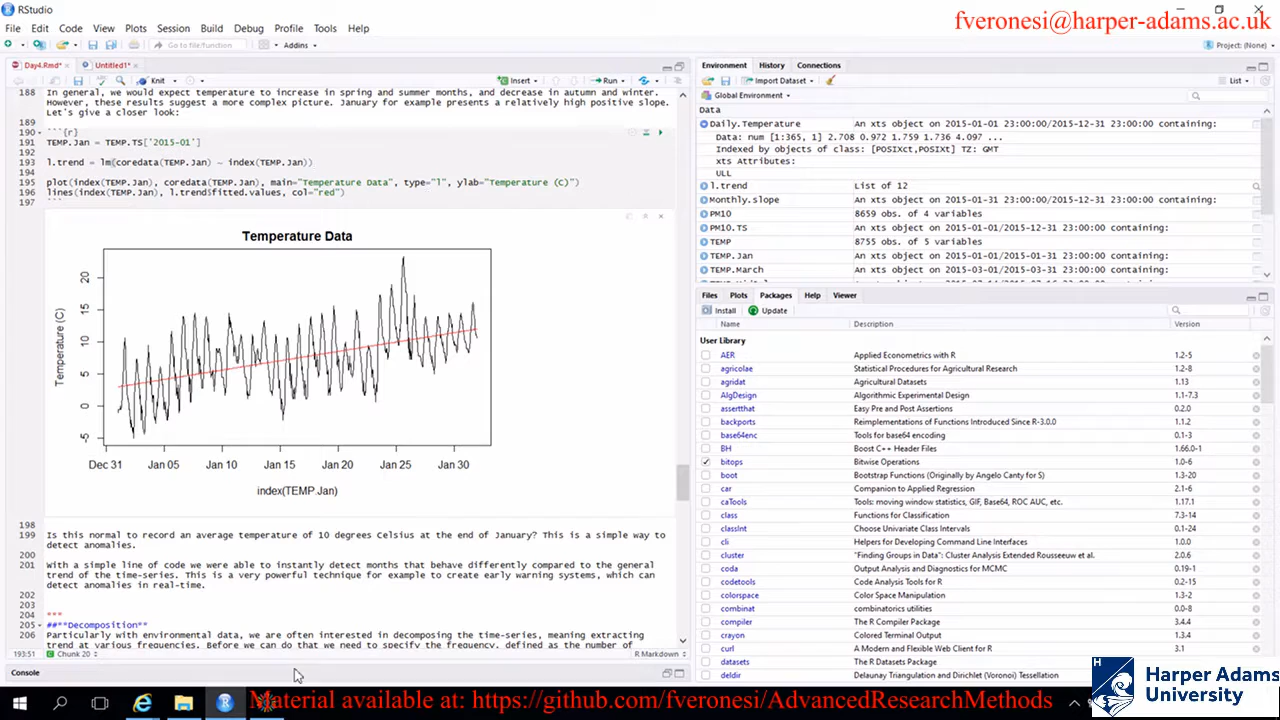 RStudio
fveronesi@harper-adams.ac.uk
File Edit Code View Plots Session Build Debug Profile Tools Help
Go to file/function Addins
Project: (None)
Day4.Rmd* Untitled1*
Knit Insert Run
188 In general, we would expect temperature to increase in spring and summer months, and decrease in autumn and winter.
However, these results suggest a more complex picture. January for example presents a relatively high positive slope.
Let's give a closer look:
189
190 ```{r}
191 TEMP.Jan = TEMP.TS['2015-01']
192
193 l.trend = lm(coredata(TEMP.Jan) ~ index(TEMP.Jan))
194
195 plot(index(TEMP.Jan), coredata(TEMP.Jan), main="Temperature Data", type="l", ylab="Temperature (C)")
196 lines(index(TEMP.Jan), l.trend$fitted.values, col="red")
197 ```
Temperature Data
Temperature (C)
20
15
10
5
0
-5
Dec 31 Jan 05 Jan 10 Jan 15 Jan 20 Jan 25 Jan 30
index(TEMP.Jan)
198
199 Is this normal to record an average temperature of 10 degrees Celsius at the end of January? This is a simple way to
detect anomalies.
200
201 With a simple line of code we were able to instantly detect months that behave differently compared to the general
trend of the time-series. This is a very powerful technique for example to create early warning systems, which can
detect anomalies in real-time.
202
203
204 ***
205 ##**Decomposition**
206 Particularly with environmental data, we are often interested in decomposing the time-series, meaning extracting
trend at various frequencies. Before we can do that we need to specify the frequency, defined as the number of
193:51 Chunk 20 R Markdown
Console
Environment History Connections
Import Dataset List
Global Environment
Data
Daily.Temperature An xts object on 2015-01-01 23:00:00/2015-12-31 23:00:00 containing:
Data: num [1:365, 1] 2.708 0.972 1.759 1.736 4.097 ...
Indexed by objects of class: [POSIXct,POSIXt] TZ: GMT
xts Attributes:
ULL
l.trend List of 12
Monthly.slope An xts object on 2015-01-31 23:00:00/2015-12-31 23:00:00 containing:
PM10 8659 obs. of 4 variables
PM10.TS An xts object on 2015-01-01/2015-12-31 23:00:00 containing:
TEMP 8755 obs. of 5 variables
TEMP.Jan An xts object on 2015-01-01/2015-01-31 23:00:00 containing:
TEMP.March An xts object on 2015-03-01/2015-03-31 23:00:00 containing:
Files Plots Packages Help Viewer
Install Update
Name Description Version
User Library
AER Applied Econometrics with R 1.2-5
agricolae Statistical Procedures for Agricultural Research 1.2-8
agridat Agricultural Datasets 1.13
AlgDesign Algorithmic Experimental Design 1.1-7.3
assertthat Easy Pre and Post Assertions 0.2.0
backports Reimplementations of Functions Introduced Since R-3.0.0 1.1.2
base64enc Tools for base64 encoding 0.1-3
BH Boost C++ Header Files 1.66.0-1
bitops Bitwise Operations 1.0-6
boot Bootstrap Functions (Originally by Angelo Canty for S) 1.3-20
car Companion to Applied Regression 2.1-6
caTools Tools: moving window statistics, GIF, Base64, ROC AUC, etc. 1.17.1
class Functions for Classification 7.3-14
classInt Choose Univariate Class Intervals 0.1-24
cli Helpers for Developing Command Line Interfaces 1.0.0
cluster "Finding Groups in Data": Cluster Analysis Extended Rousseeuw et al. 2.0.6
coda Output Analysis and Diagnostics for MCMC 0.19-1
codetools Code Analysis Tools for R 0.2-15
colorspace Color Space Manipulation 1.3-2
combinat combinatorics utilities 0.0-8
compiler The R Compiler Package 3.4.4
crayon Colored Terminal Output 1.3.4
curl A Modern and Flexible Web Client for R 3.1
datasets The R Datasets Package
deldir Delaunay Triangulation and Dirichlet (Voronoi) Tessellation
Material available at: https://github.com/fveronesi/AdvancedResearchMethods
Harper Adams
University